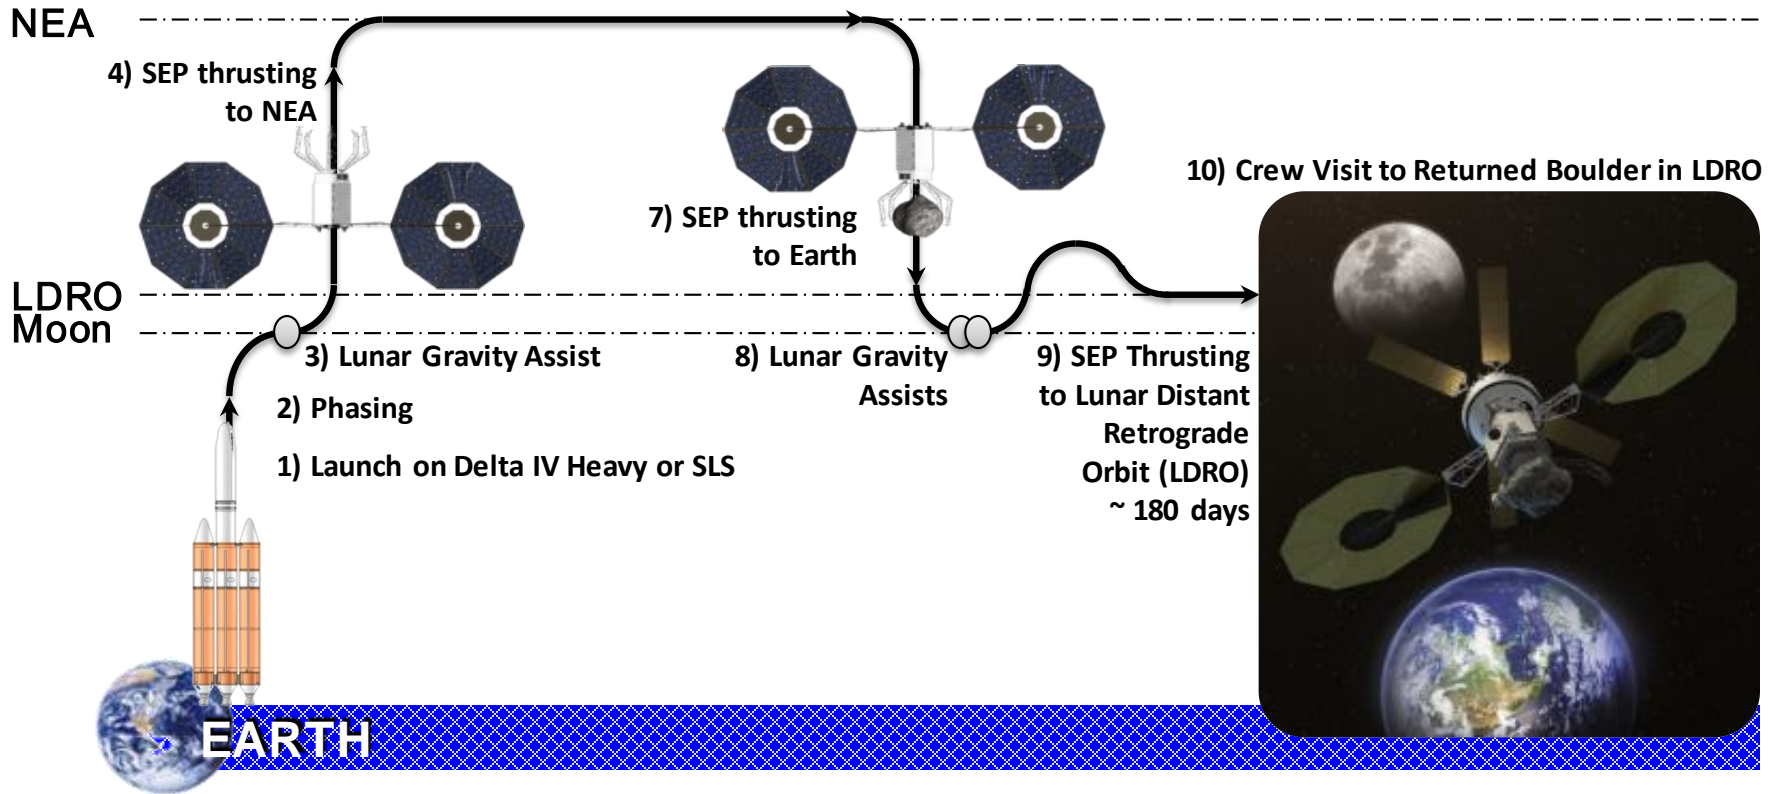 NEA
4) SEP thrusting
to NEA
7) SEP thrusting
to Earth
10) Crew Visit to Returned Boulder in LDRO
LDRO
Moon
3) Lunar Gravity Assist
8) Lunar Gravity
Assists
9) SEP Thrusting
to Lunar Distant
Retrograde
Orbit (LDRO)
~ 180 days
2) Phasing
1) Launch on Delta IV Heavy or SLS
EARTH